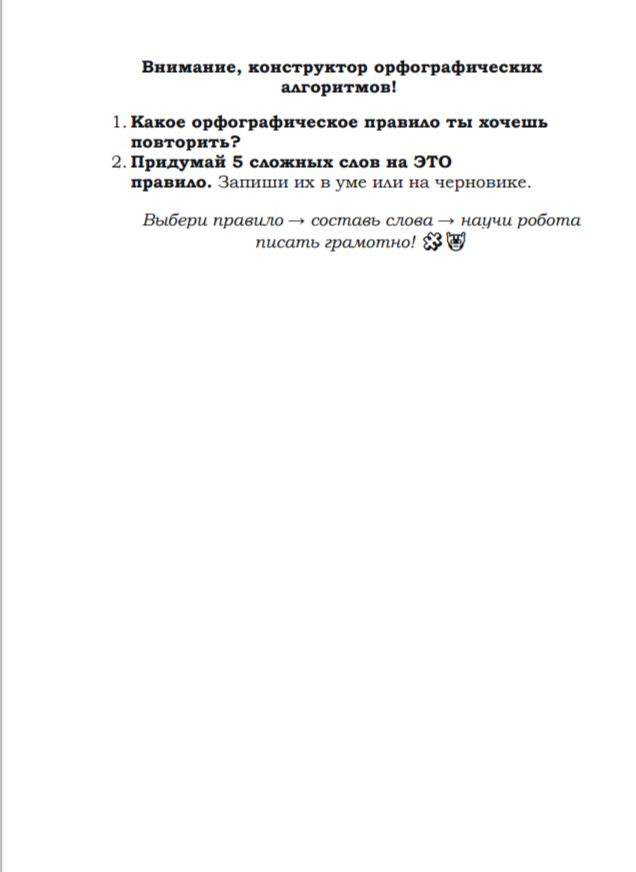 Внимание, конструктор орфографических
алгоритмов!
1. Какое орфографическое правило ты хочешь
повторить?
2. Придумай 5 сложных слов на ЭТО
правило. Запиши их в уме или на черновике.
Выбери правило → составь слова → научи робота
писать грамотно!